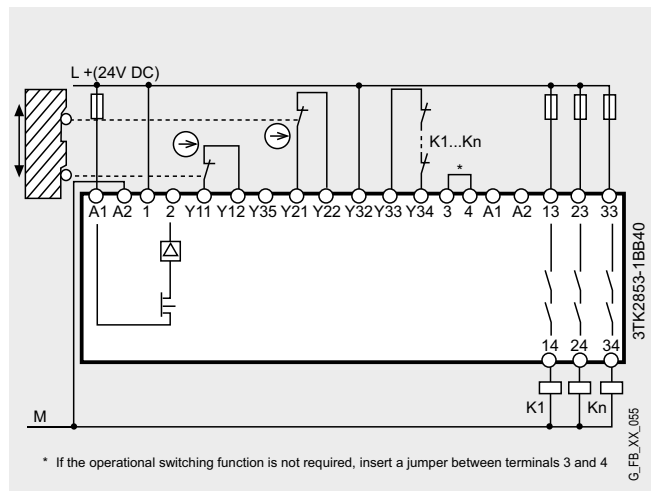 L +(24V DC)
K1...Kn
*
A1 A2 1 2 Y11 Y12 Y35 Y21 Y22 Y32 Y33 Y34 3 4 A1 A2 13 23 33
3TK2853-1BB40
14 24 34
K1 Kn
M
G_FB_XX_055
* If the operational switching function is not required, insert a jumper between terminals 3 and 4